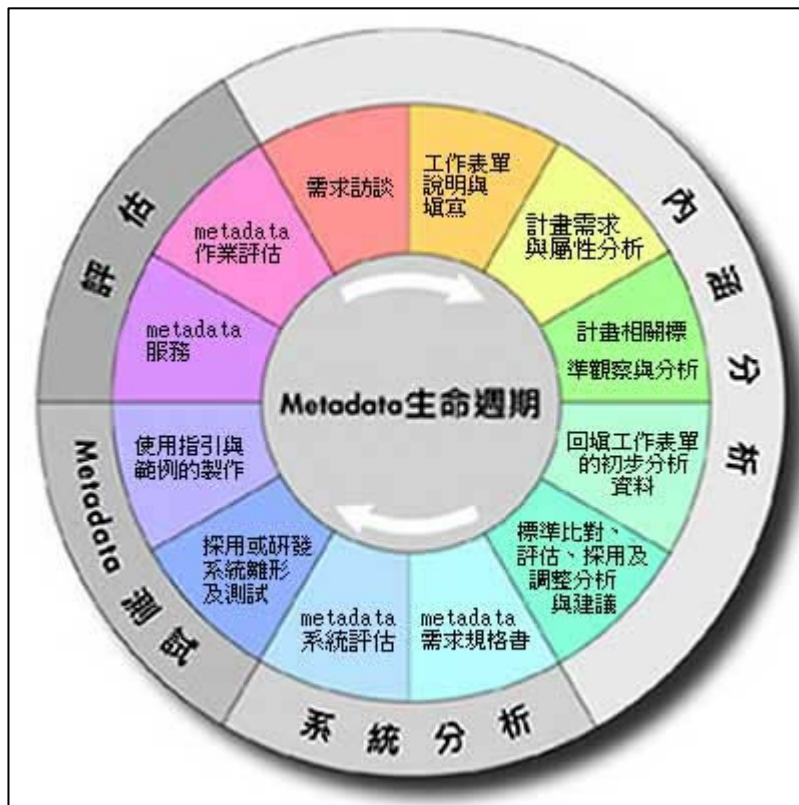 Metadata生命週期
內涵分析
需求訪談
工作表單
說明與
填寫
計畫需求
與屬性分析
計畫相關標
準觀察與分析
回填工作表單
的初步分析
資料
標準比對、
評估、採用及
調整分析
與建議
系統分析
metadata
需求規格書
metadata
系統評估
Metadata 測試
採用或研發
系統雛形
及測試
使用指引與
範例的製作
評估
metadata
服務
metadata
作業評估